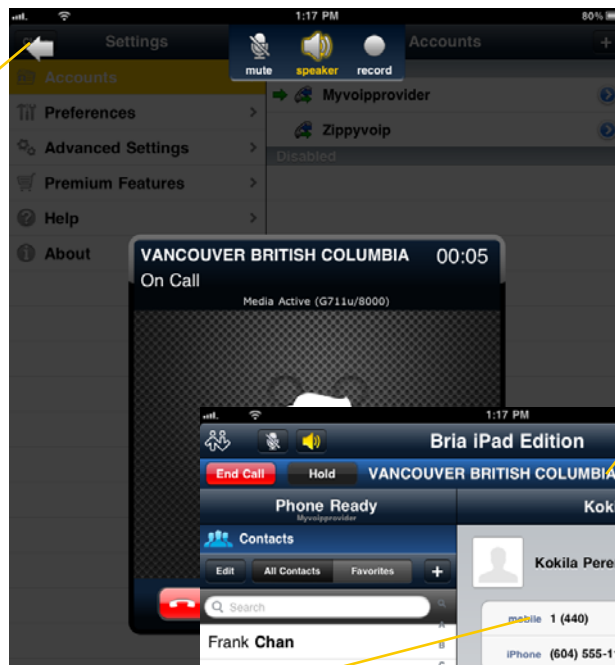 1:17 PM
80%
Settings
Accounts
+
mute speaker record
Accounts
Myvoipprovider
Preferences
Zippyvoip
Advanced Settings
Disabled
Premium Features
Help
About
VANCOUVER BRITISH COLUMBIA 00:05
On Call
Media Active (G711u/8000)
1:17 PM
Bria iPad Edition
End Call Hold VANCOUVER BRITISH COLUMBIA
Phone Ready
Myvoipprovider
Contacts
Edit All Contacts Favorites +
Kokila
Search
A
Frank Chan
B
C
mobile 1 (440)
iPhone (604) 555-1